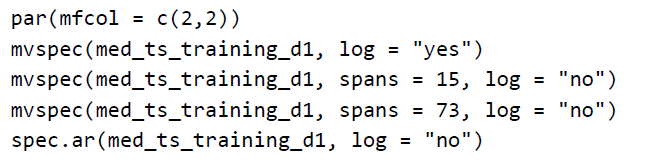 par(mfcol = c(2,2))
mvspec(med_ts_training_d1, log = "yes")
mvspec(med_ts_training_d1, spans = 15, log = "no")
mvspec(med_ts_training_d1, spans = 73, log = "no")
spec.ar(med_ts_training_d1, log = "no")